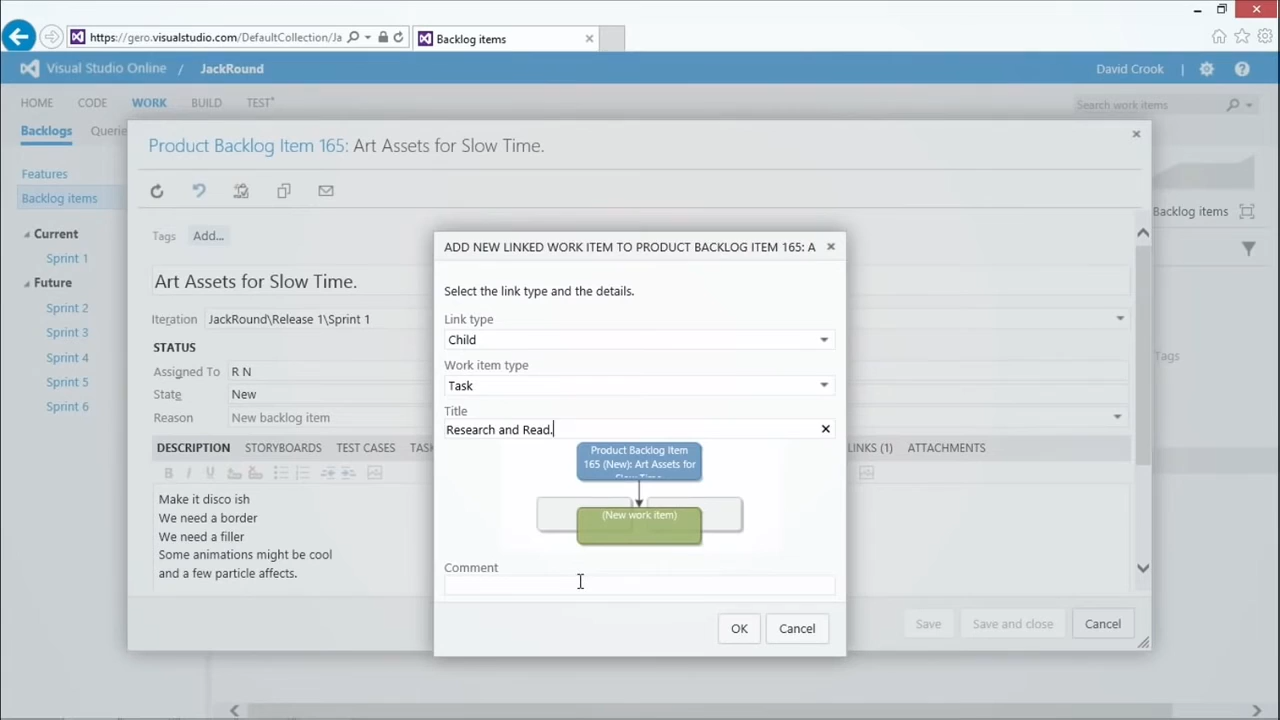 https://gero.visualstudio.com/DefaultCollection/Ja
Backlog items
Visual Studio Online / JackRound
David Crook
HOME CODE WORK BUILD TEST*
Search work items
Backlogs Querie
Features
Backlog items
Current
Sprint 1
Future
Sprint 2
Sprint 3
Sprint 4
Sprint 5
Sprint 6
Product Backlog Item 165: Art Assets for Slow Time.
Tags Add...
Art Assets for Slow Time.
Iteration JackRound\Release 1\Sprint 1
STATUS
Assigned To R N
State New
Reason New backlog item
DESCRIPTION STORYBOARDS TEST CASES TASK
LINKS (1) ATTACHMENTS
B I U
Make it disco ish
We need a border
We need a filler
Some animations might be cool
and a few particle affects.
ADD NEW LINKED WORK ITEM TO PRODUCT BACKLOG ITEM 165: A
Select the link type and the details.
Link type
Child
Work item type
Task
Title
Research and Read.
Product Backlog Item
165 (New): Art Assets for
(New work item)
Comment
OK Cancel
Save Save and close Cancel
Backlog items
Tags